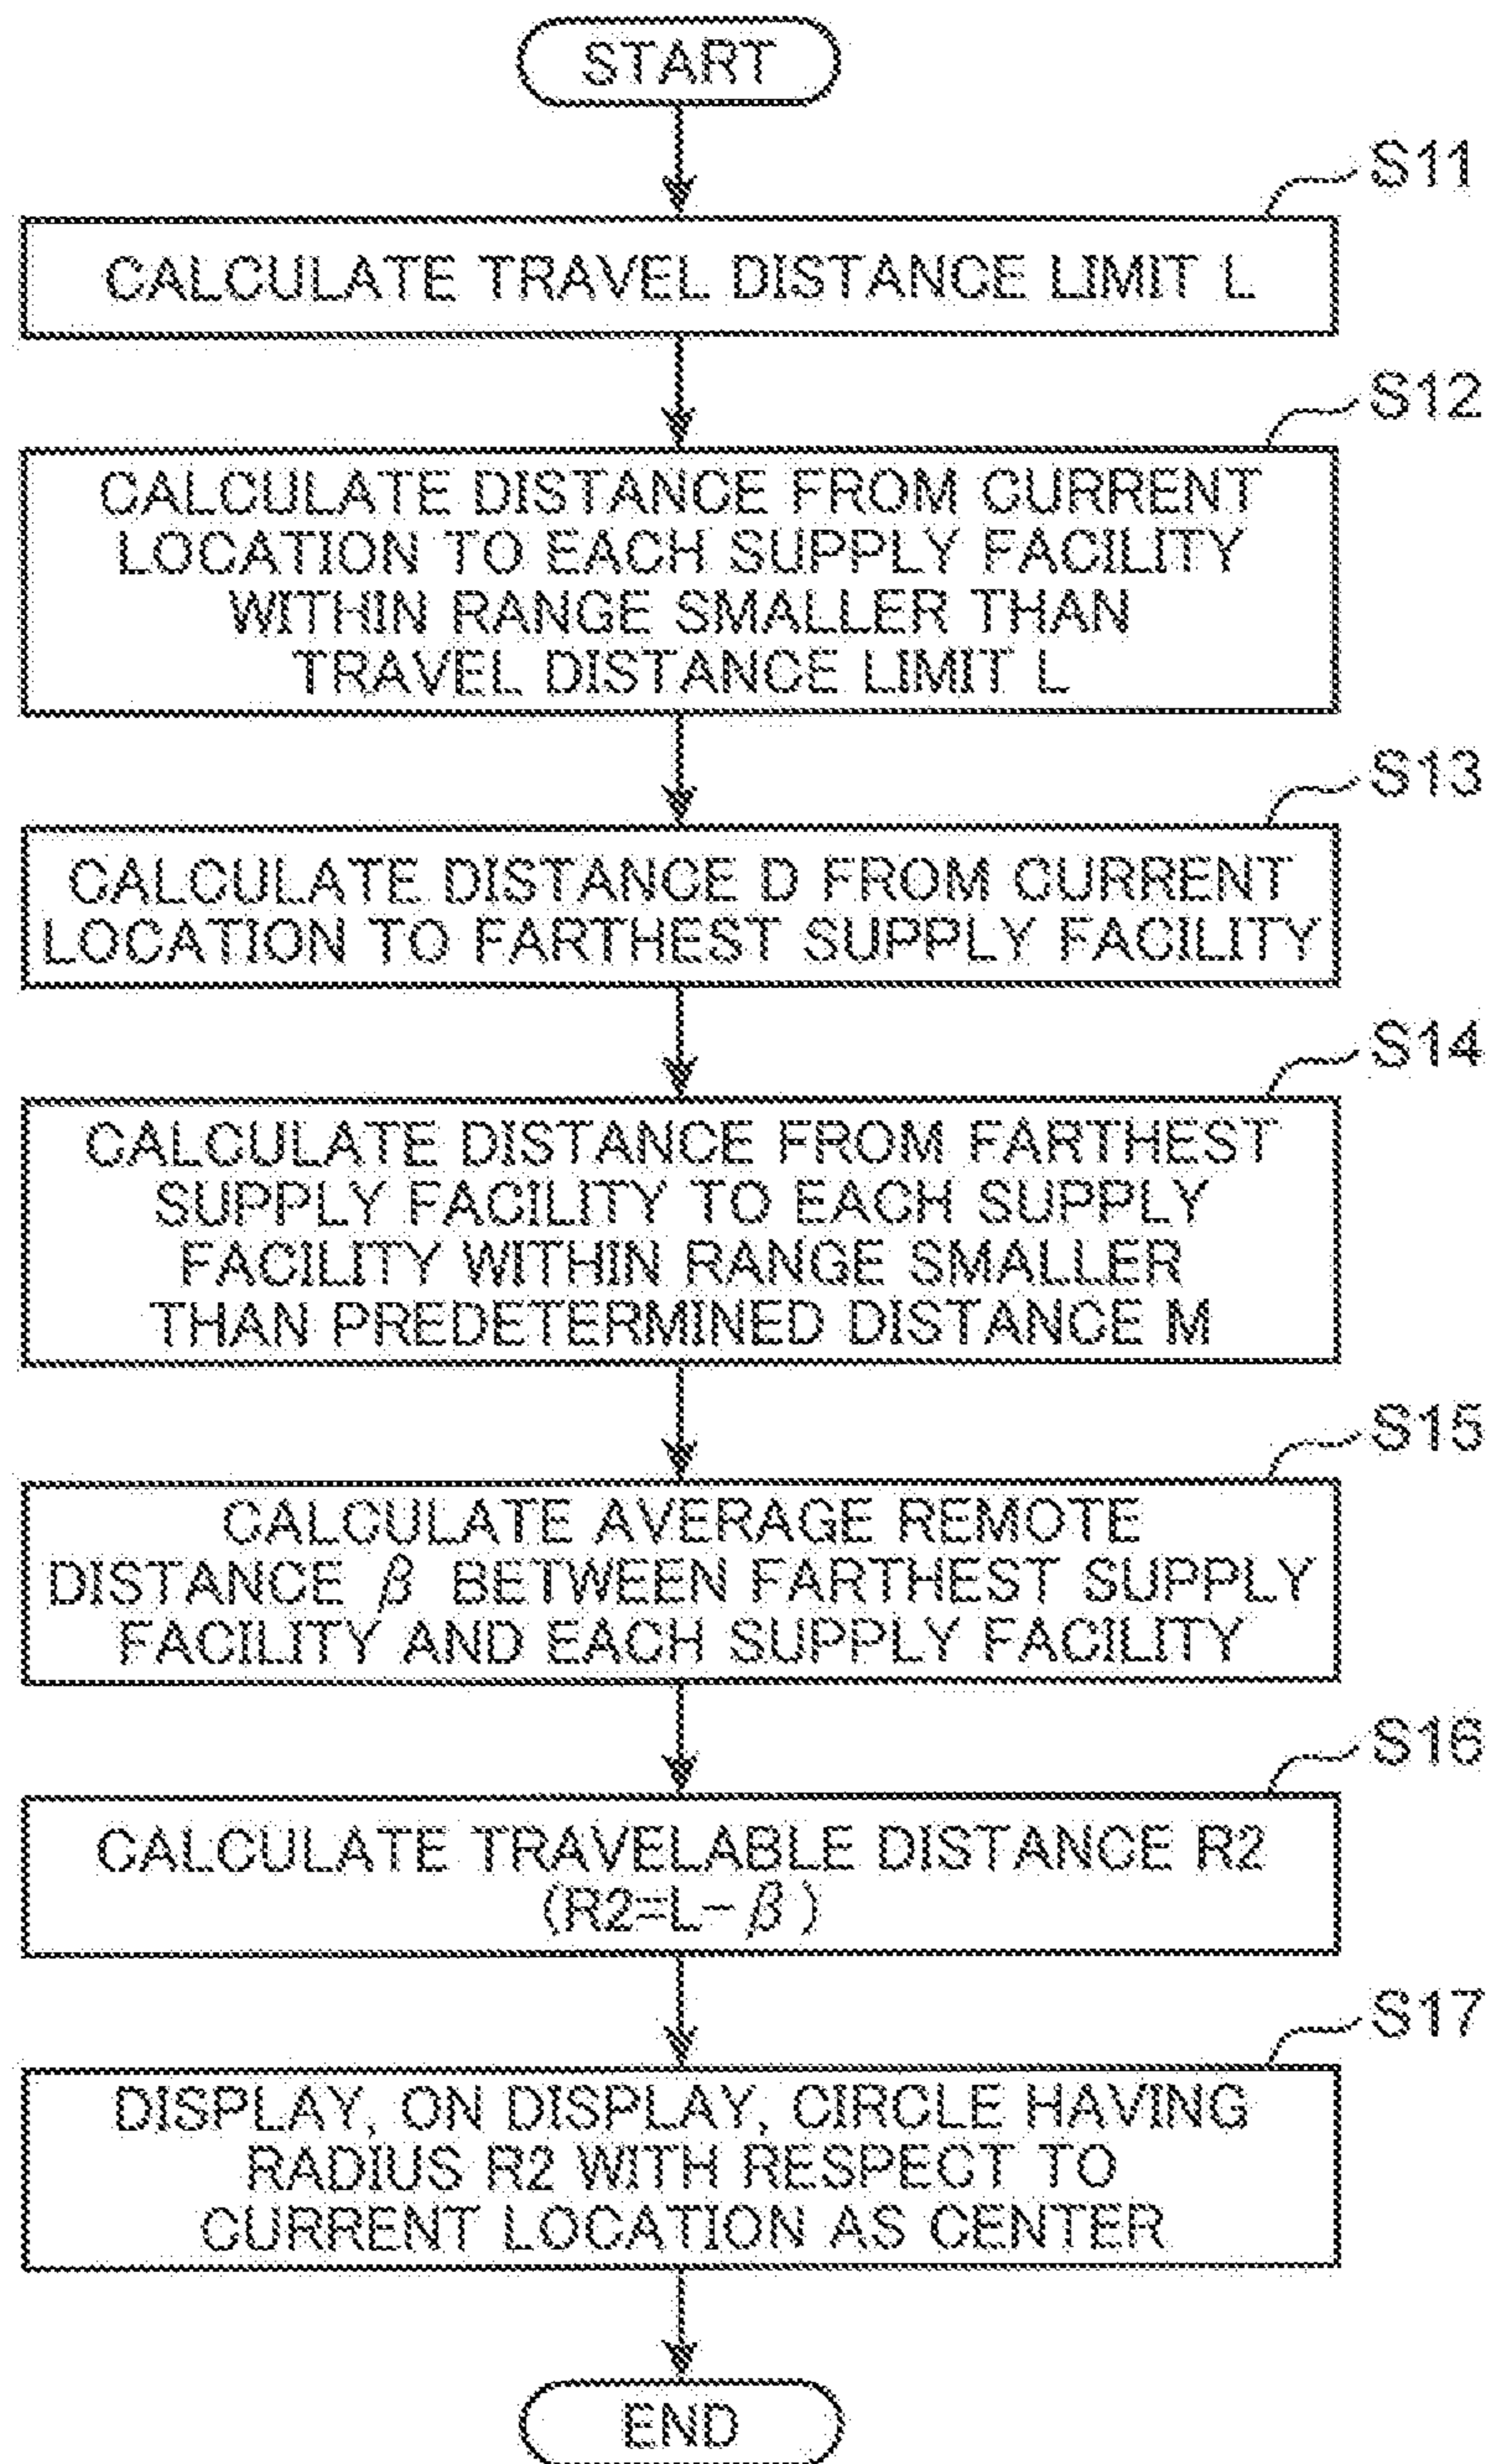 START
S11
CALCULATE TRAVEL DISTANCE LIMIT L
S12
CALCULATE DISTANCE FROM CURRENT
LOCATION TO EACH SUPPLY FACILITY
WITHIN RANGE SMALLER THAN
TRAVEL DISTANCE LIMIT L
S13
CALCULATE DISTANCE D FROM CURRENT
LOCATION TO FARTHEST SUPPLY FACILITY
S14
CALCULATE DISTANCE FROM FARTHEST
SUPPLY FACILITY TO EACH SUPPLY
FACILITY WITHIN RANGE SMALLER
THAN PREDETERMINED DISTANCE M
S15
CALCULATE AVERAGE REMOTE
DISTANCE β BETWEEN FARTHEST SUPPLY
FACILITY AND EACH SUPPLY FACILITY
S16
CALCULATE TRAVELABLE DISTANCE R2
(R2=L-β)
S17
DISPLAY, ON DISPLAY, CIRCLE HAVING
RADIUS R2 WITH RESPECT TO
CURRENT LOCATION AS CENTER
END